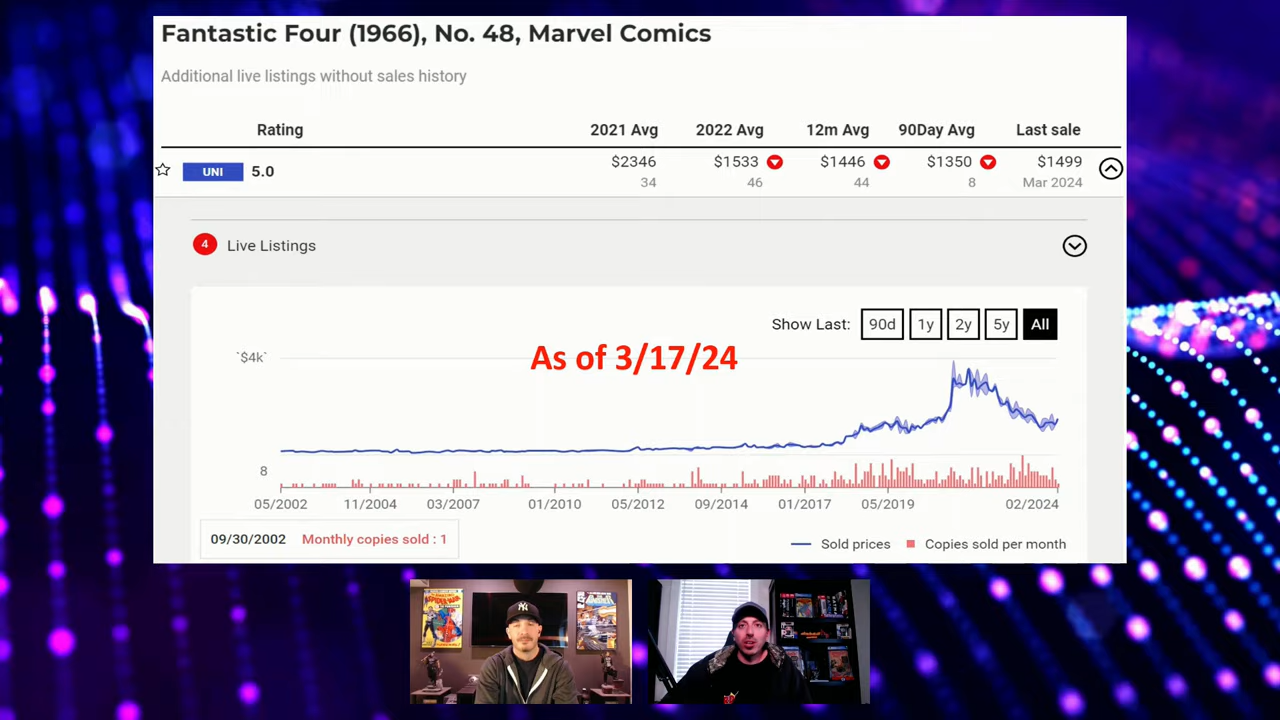 Fantastic Four (1966), No. 48, Marvel Comics
Additional live listings without sales history
Rating 2021 Avg 2022 Avg 12m Avg 90Day Avg Last sale
UNI 5.0 $2346 $1533 $1446 $1350 $1499
34 46 44 8 Mar 2024
4 Live Listings
Show Last: 90d 1y 2y 5y All
$4k
As of 3/17/24
8
05/2002 11/2004 03/2007 01/2010 05/2012 09/2014 01/2017 05/2019 02/2024
09/30/2002 Monthly copies sold : 1
Sold prices Copies sold per month